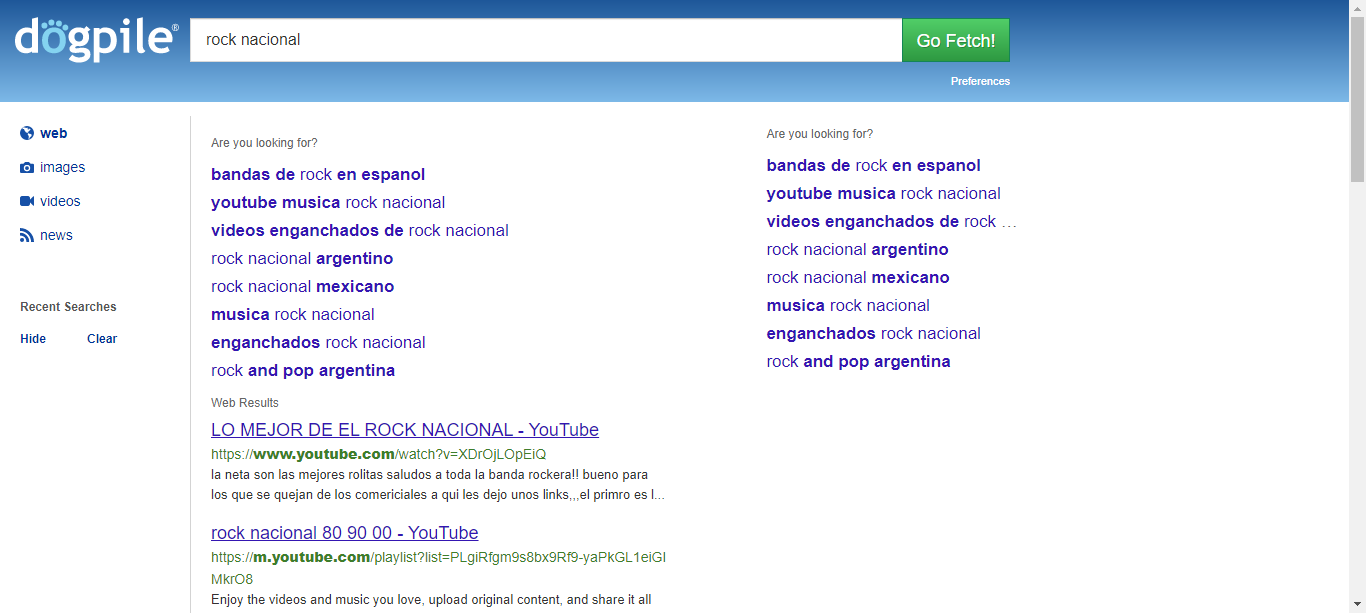 dogpile®
rock nacional
Go Fetch!
Preferences
web
images
videos
news
Recent Searches
Hide Clear
Are you looking for?
bandas de rock en espanol
youtube musica rock nacional
videos enganchados de rock nacional
rock nacional argentino
rock nacional mexicano
musica rock nacional
enganchados rock nacional
rock and pop argentina
Web Results
LO MEJOR DE EL ROCK NACIONAL - YouTube
https://www.youtube.com/watch?v=XDrOjLOpEiQ
la neta son las mejores rolitas saludos a toda la banda rockera!! bueno para
los que se quejan de los comericiales a qui les dejo unos links,,,el primro es l...
rock nacional 80 90 00 - YouTube
https://m.youtube.com/playlist?list=PLgiRfgm9s8bx9Rf9-yaPkGL1eiGI
MkrO8
Enjoy the videos and music you love, upload original content, and share it all
Are you looking for?
bandas de rock en espanol
youtube musica rock nacional
videos enganchados de rock ...
rock nacional argentino
rock nacional mexicano
musica rock nacional
enganchados rock nacional
rock and pop argentina